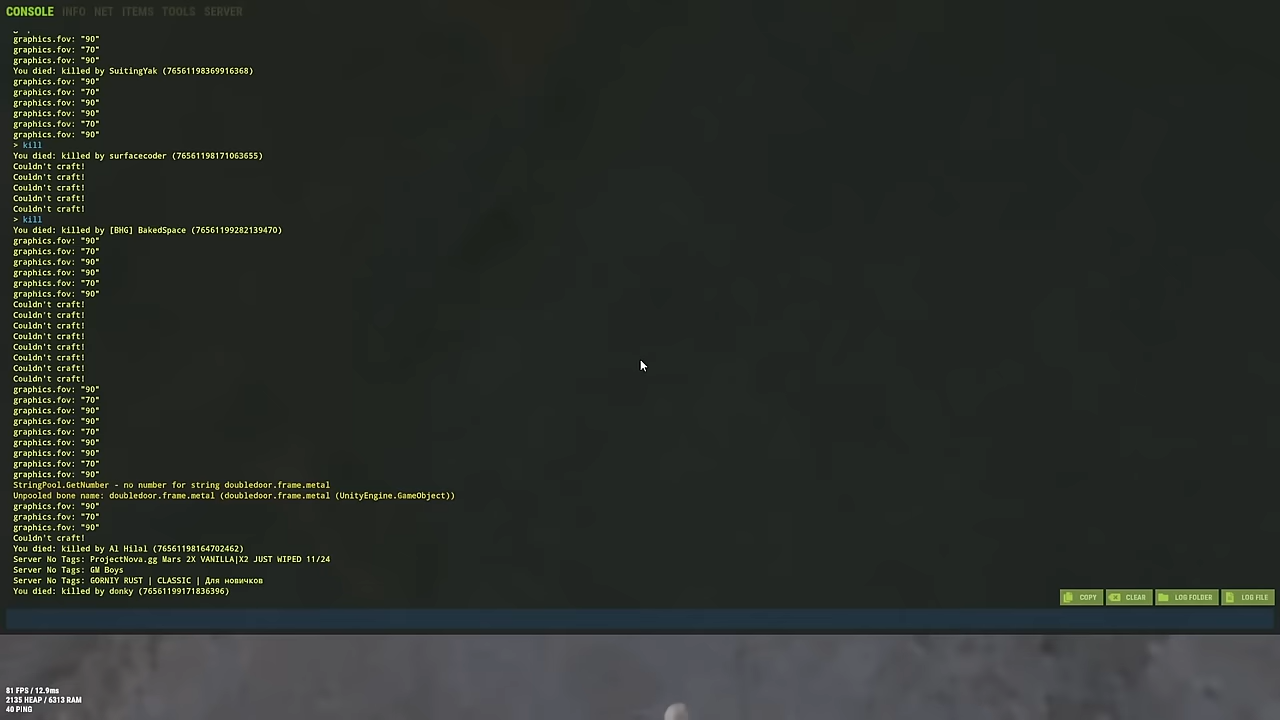 CONSOLE INFO NET ITEMS TOOLS SERVER
graphics.fov: "90"
graphics.fov: "70"
graphics.fov: "90"
You died: killed by SuitingYak (76561198369916368)
graphics.fov: "90"
graphics.fov: "70"
graphics.fov: "90"
graphics.fov: "90"
graphics.fov: "70"
graphics.fov: "90"
> kill
You died: killed by surfacecoder (76561198171063655)
Couldn't craft!
Couldn't craft!
Couldn't craft!
Couldn't craft!
Couldn't craft!
> kill
You died: killed by [BHG] BakedSpace (76561199282139470)
graphics.fov: "90"
graphics.fov: "70"
graphics.fov: "90"
graphics.fov: "90"
graphics.fov: "70"
graphics.fov: "90"
Couldn't craft!
Couldn't craft!
Couldn't craft!
Couldn't craft!
Couldn't craft!
Couldn't craft!
Couldn't craft!
Couldn't craft!
graphics.fov: "90"
graphics.fov: "70"
graphics.fov: "90"
graphics.fov: "90"
graphics.fov: "70"
graphics.fov: "90"
graphics.fov: "90"
graphics.fov: "70"
graphics.fov: "90"
StringPool.GetNumber - no number for string doubledoor.frame.metal
Unpooled bone name: doubledoor.frame.metal (doubledoor.frame.metal (UnityEngine.GameObject))
graphics.fov: "90"
graphics.fov: "70"
graphics.fov: "90"
Couldn't craft!
You died: killed by Al Hilal (76561198164702462)
Server No Tags: ProjectNova.gg Mars 2X VANILLA|X2 JUST WIPED 11/24
Server No Tags: GM Boys
Server No Tags: GORNIY RUST | CLASSIC | Для новичков
You died: killed by donky (76561199171836396)
COPY CLEAR LOG FOLDER LOG FILE
81 FPS / 12.9ms
2135 HEAP / 6313 RAM
40 PING